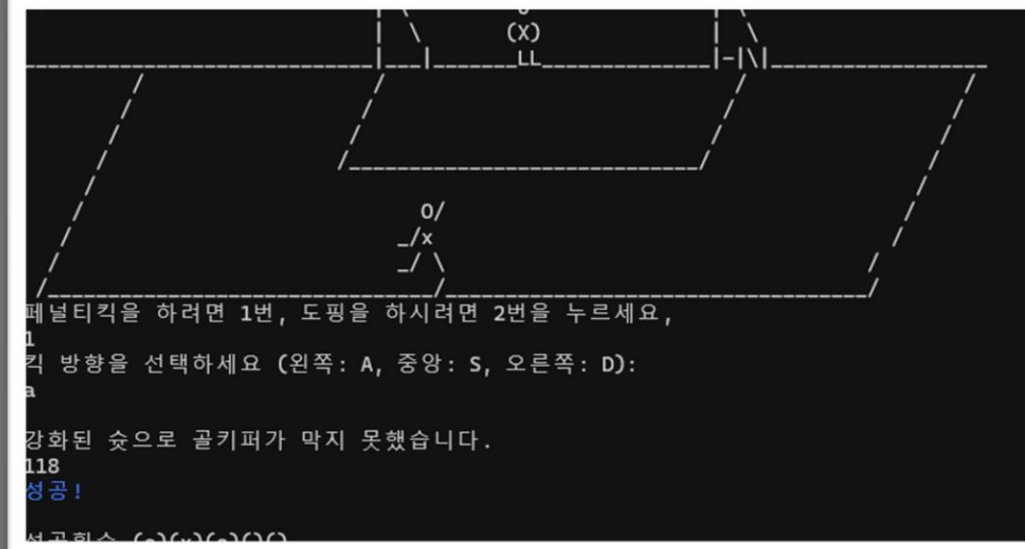 페널티킥을 하려면 1번, 도핑을 하시려면 2번을 누르세요,
1
킥 방향을 선택하세요 (왼쪽: A, 중앙: S, 오른쪽: D):
a
강화된 슛으로 골키퍼가 막지 못했습니다.
118
성공!